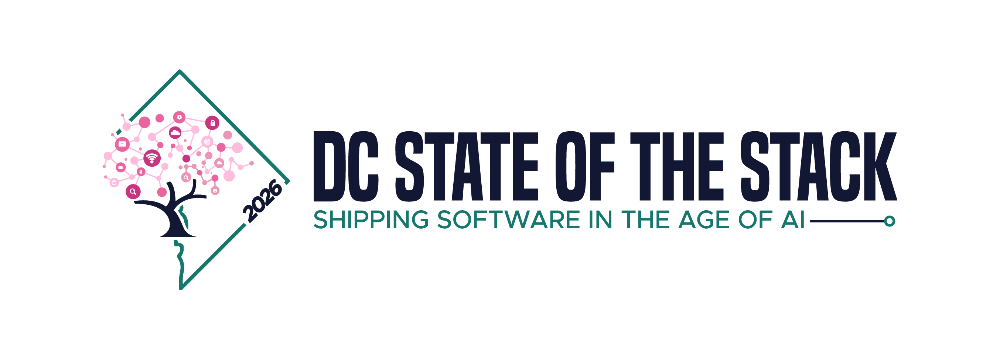 2026
DC STATE OF THE STACK
SHIPPING SOFTWARE IN THE AGE OF AI